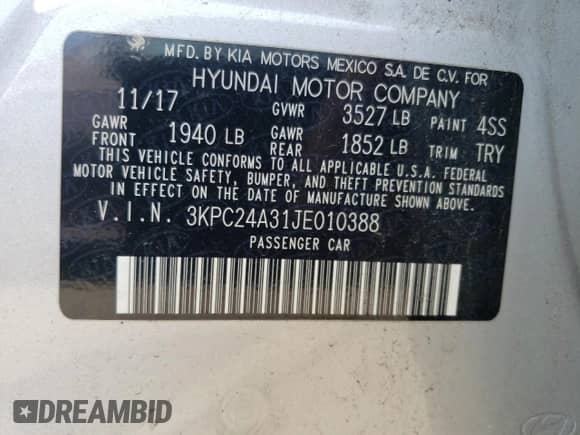 MFD. BY KIA MOTORS MEXICO S.A. DE C.V. FOR
HYUNDAI MOTOR COMPANY
11/17 GVWR 3527 LB PAINT 4SS
GAWR FRONT 1940 LB GAWR REAR 1852 LB TRIM TRY
THIS VEHICLE CONFORMS TO ALL APPLICABLE U.S.A. FEDERAL
MOTOR VEHICLE SAFETY, BUMPER, AND THEFT PREVENTION STANDARDS
IN EFFECT ON THE DATE OF MANUFACTURE SHOWN ABOVE.
V.I.N. 3KPC24A31JE010388
PASSENGER CAR
DREAMBID